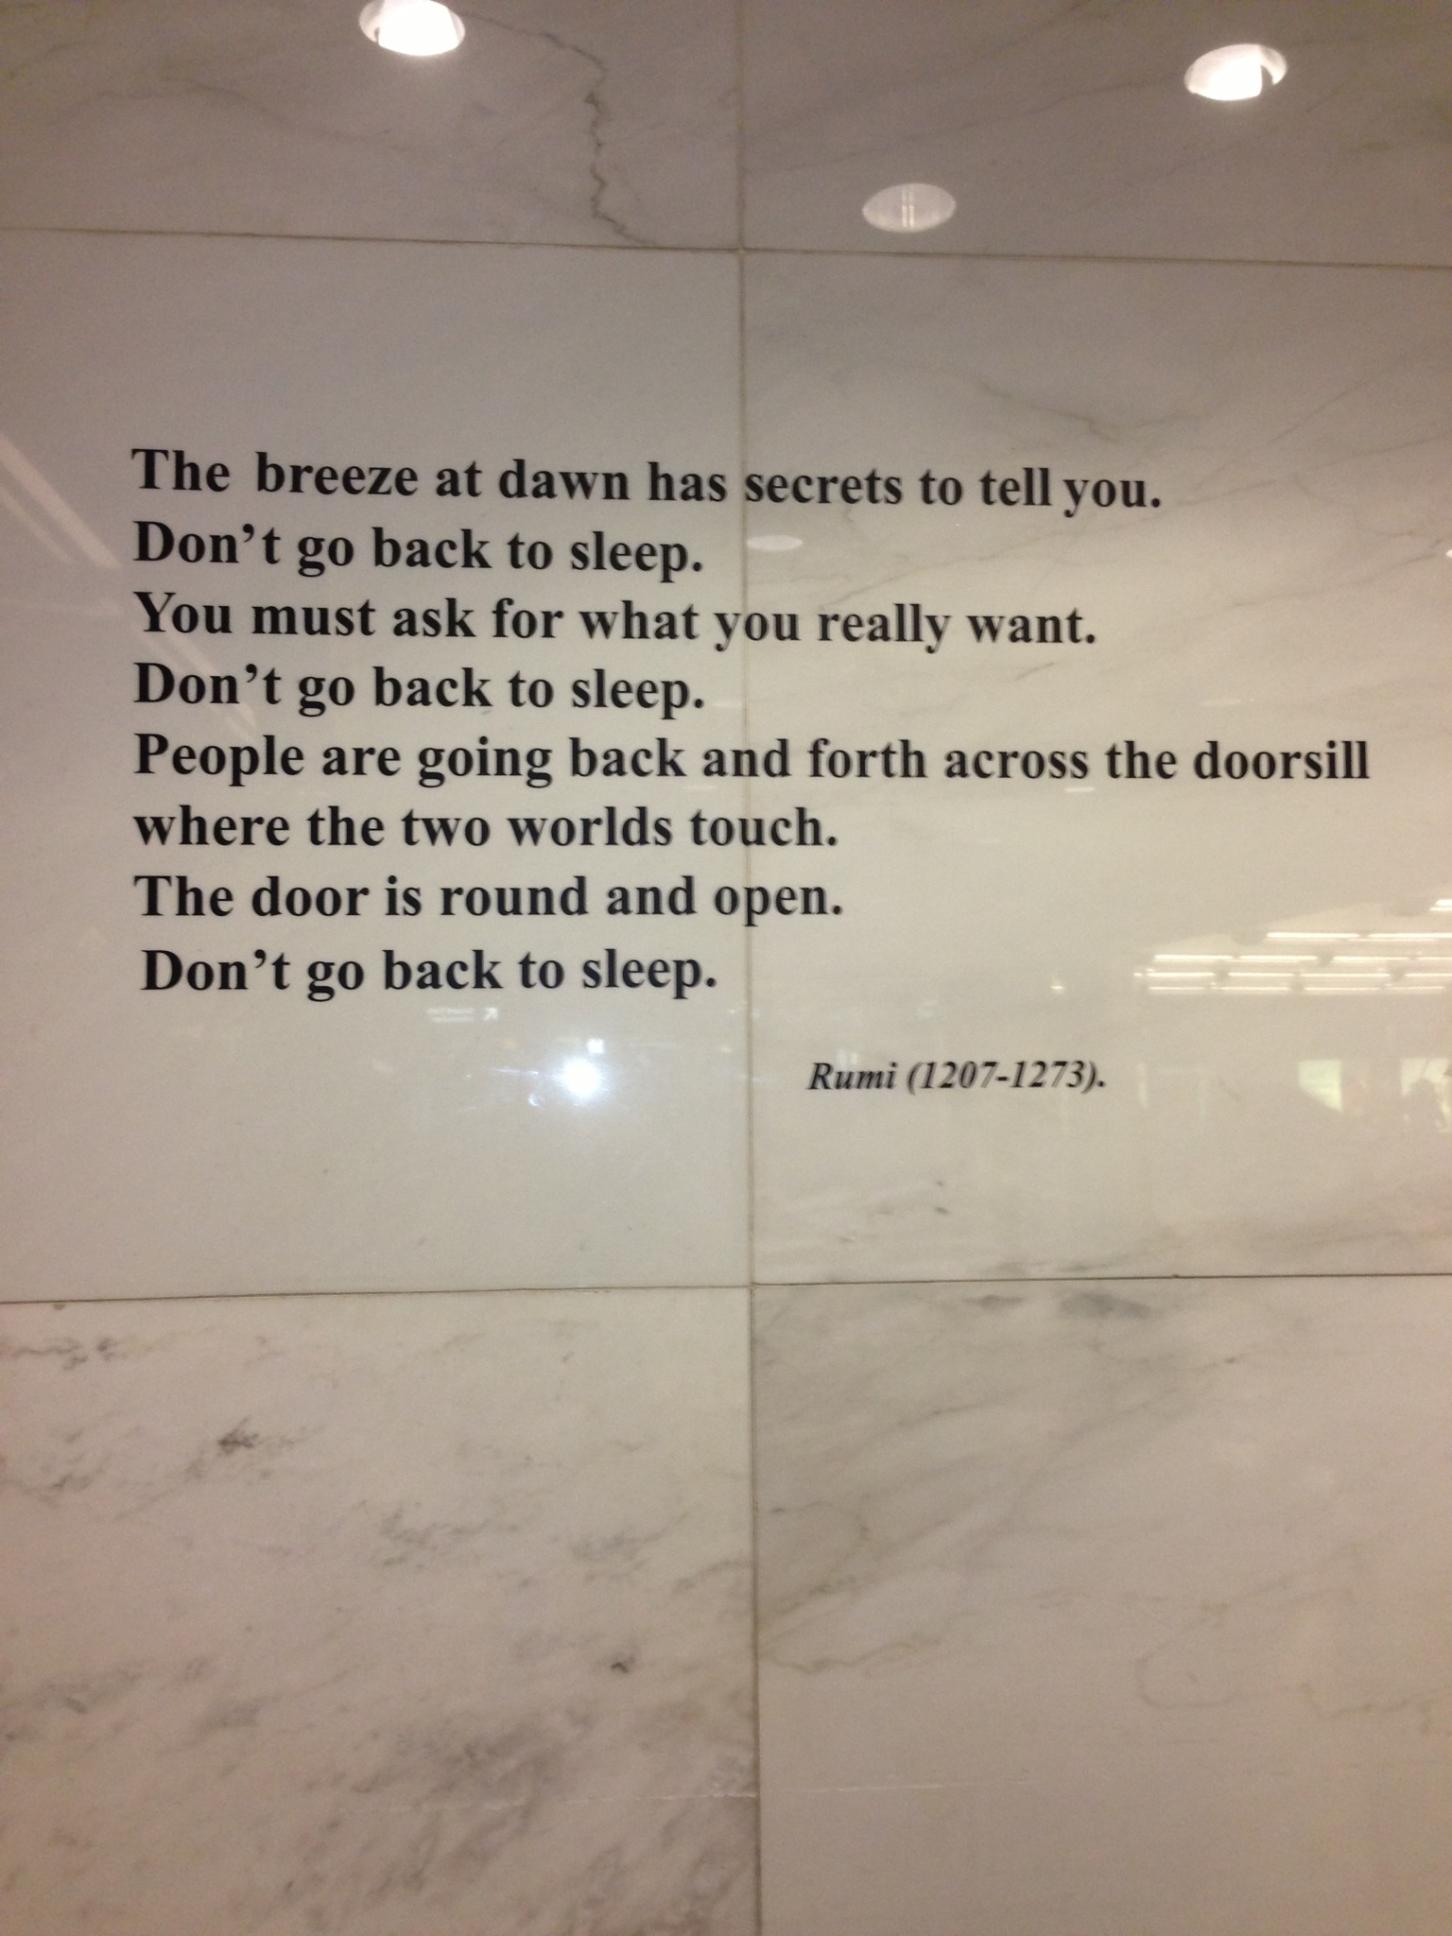 The breeze at dawn has secrets to tell you.
Don’t go back to sleep.
You must ask for what you really want.
Don’t go back to sleep.
People are going back and forth across the doorsill
where the two worlds touch.
The door is round and open.
Don’t go back to sleep.
Rumi (1207-1273).